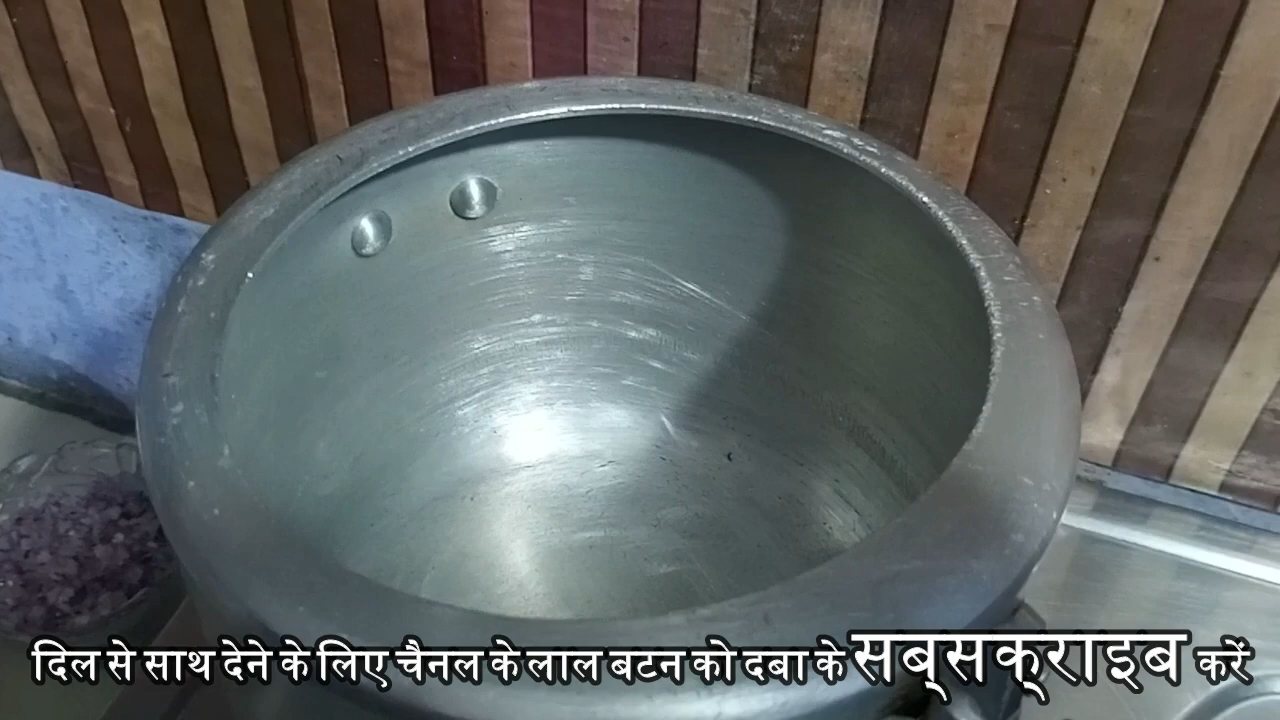 दिल से साथ देने के लिए चैनल के लाल बटन को दबा के सब्सक्राइब करें